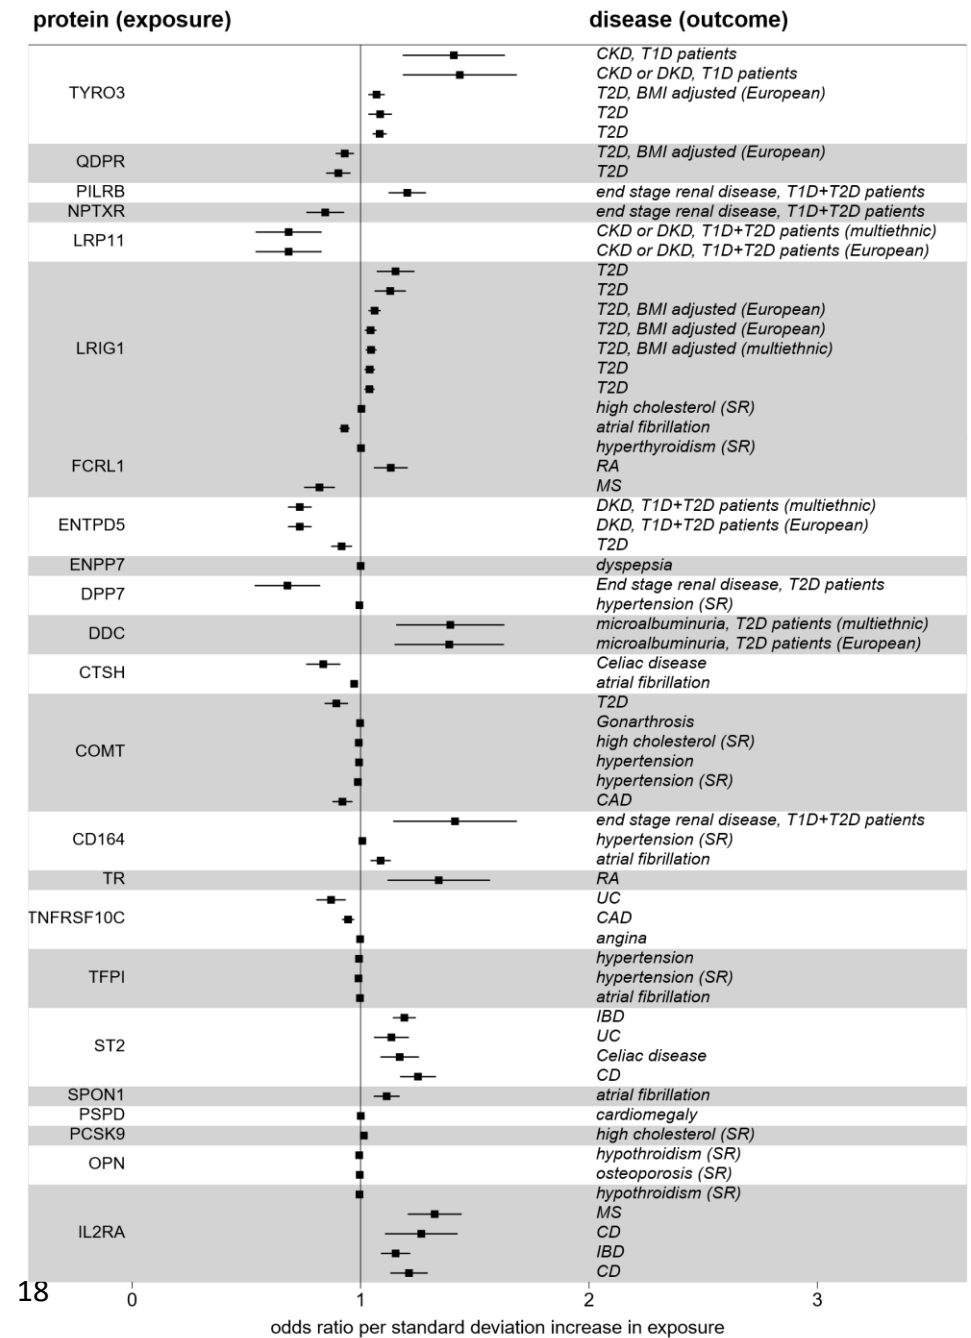 protein (exposure) disease (outcome)
CKD, T1D patients
CKD or DKD, T1D patients
TYRO3 T2D, BMI adjusted (European)
T2D
T2D
T2D, BMI adjusted (European)
QDPR
T2D
PILRB end stage renal disease, T1D+T2D patients
NPTXR end stage renal disease, T1D+T2D patients
CKD or DKD, T1D+T2D patients (multiethnic)
LRP11
CKD or DKD, T1D+T2D patients (European)
T2D
T2D
T2D, BMI adjusted (European)
T2D, BMI adjusted (European)
LRIG1 T2D, BMI adjusted (multiethnic)
T2D
T2D
high cholesterol (SR)
atrial fibrillation
hyperthyroidism (SR)
FCRL1 RA
MS
DKD, T1D+T2D patients (multiethnic)
ENTPD5 DKD, T1D+T2D patients (European)
T2D
ENPP7 dyspepsia
End stage renal disease, T2D patients
DPP7
hypertension (SR)
microalbuminuria, T2D patients (multiethnic)
DDC
microalbuminuria, T2D patients (European)
Celiac disease
CTSH
atrial fibrillation
T2D
Gonarthrosis
high cholesterol (SR)
COMT
hypertension
hypertension (SR)
CAD
end stage renal disease, T1D+T2D patients
CD164 hypertension (SR)
atrial fibrillation
TR RA
UC
TNFRSF10C CAD
angina
hypertension
TFPI hypertension (SR)
atrial fibrillation
IBD
UC
ST2
Celiac disease
CD
SPON1 atrial fibrillation
PSPD cardiomegaly
PCSK9 high cholesterol (SR)
hypothroidism (SR)
OPN
osteoporosis (SR)
hypothroidism (SR)
MS
IL2RA CD
IBD
CD
18
0 1 2 3
odds ratio per standard deviation increase in exposure